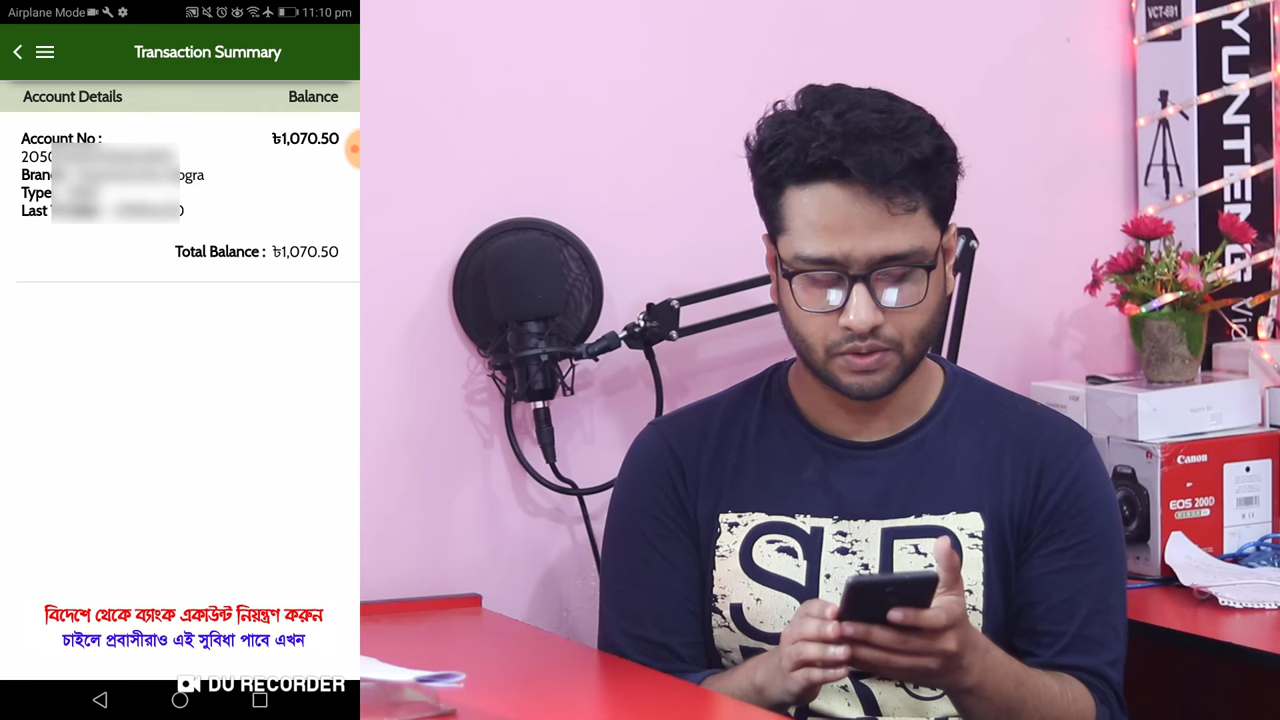 Airplane Mode 11:10 pm
Transaction Summary
Account Details Balance
Account No : ৳1,070.50
205
ogra
Type
Last
Total Balance : ৳1,070.50
বিদেশে থেকে ব্যাংক একাউন্ট নিয়ন্ত্রণ করুন
চাইলে প্রবাসীরাও এই সুবিধা পাবে এখন
DU RECORDER
VCT-691
YUNTENG
Canon
EOS 200D